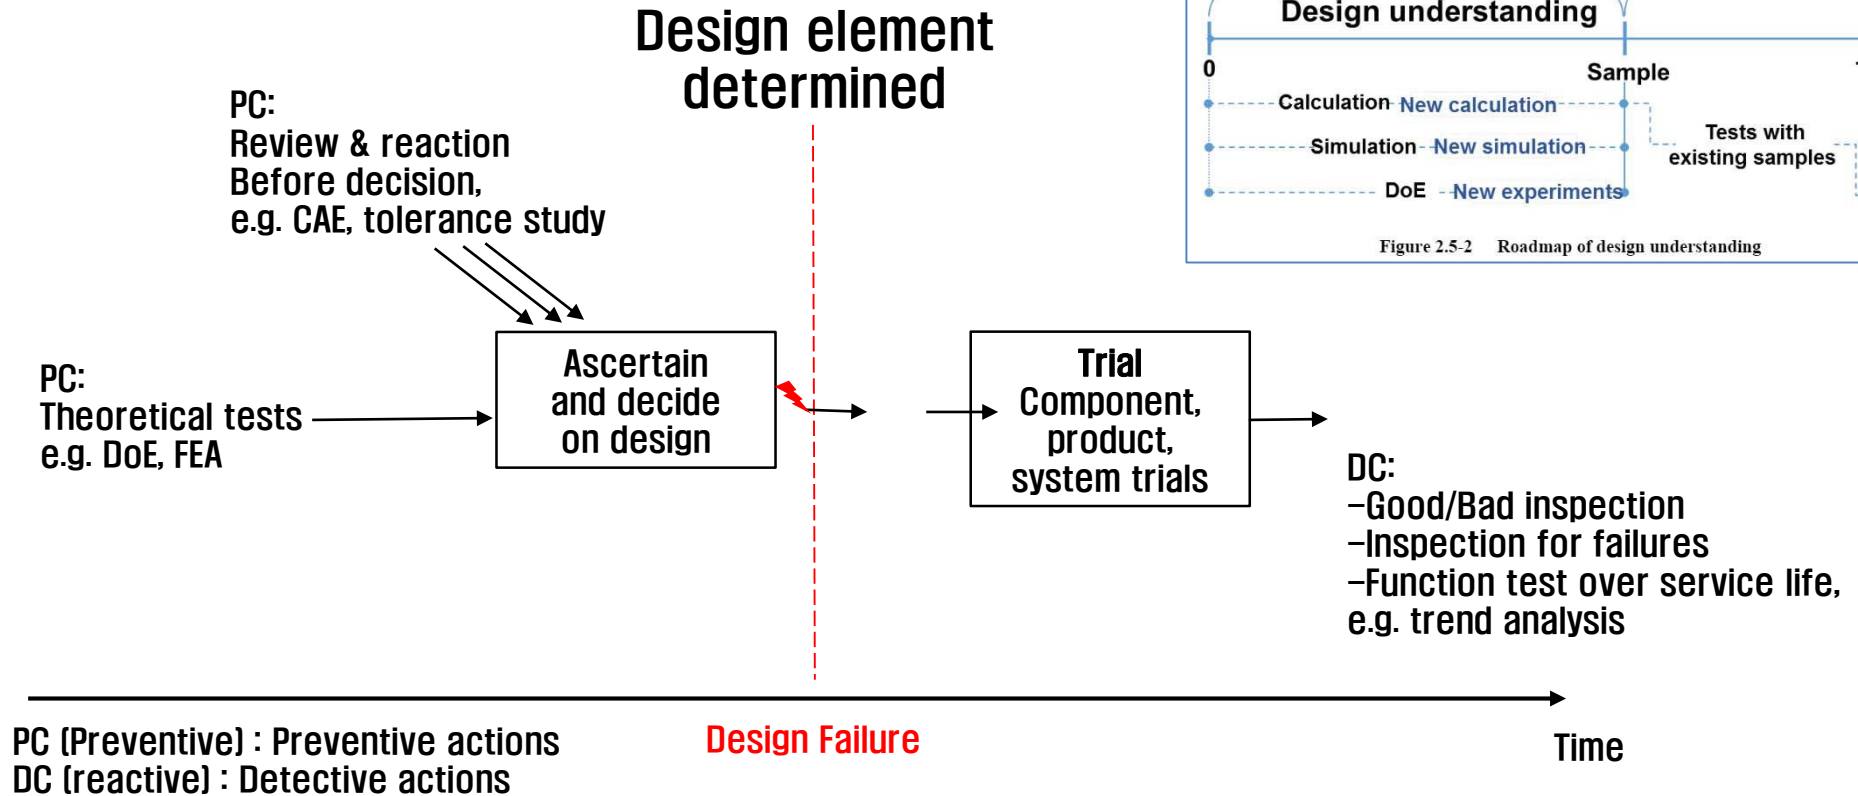 Design element
determined
PC:
Review & reaction
Before decision,
e.g. CAE, tolerance study
PC:
Theoretical tests
e.g. DoE, FEA
Ascertain
and decide
on design
Trial
Component,
product,
system trials
DC:
-Good/Bad inspection
-Inspection for failures
-Function test over service life,
e.g. trend analysis
PC (Preventive) : Preventive actions
DC (reactive) : Detective actions
Design Failure
Time
Design understanding
0
Sample
Calculation New calculation
Simulation New simulation
DoE New experiments
Tests with
existing samples
Figure 2.5-2 Roadmap of design understanding